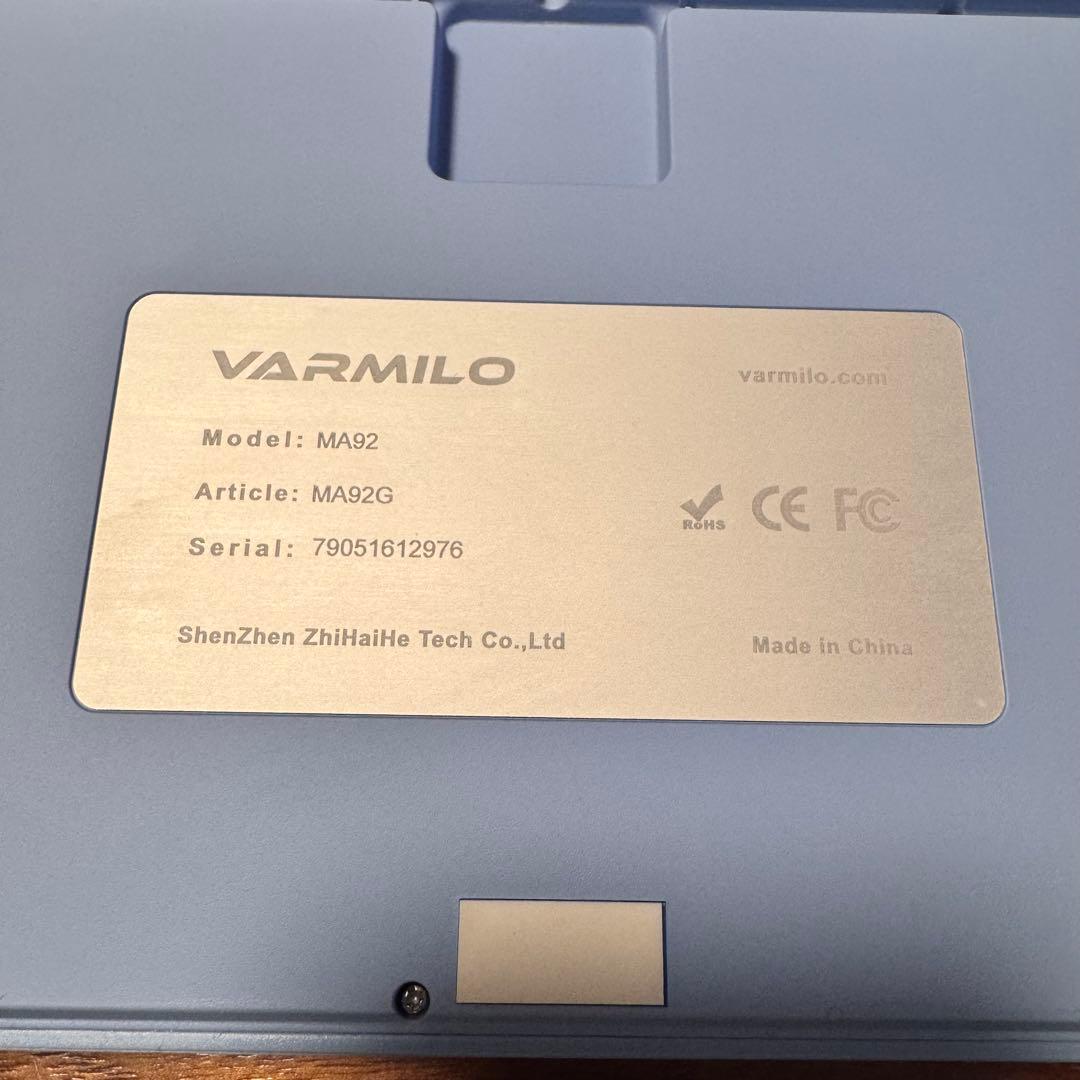 VARMILO
varmilo.com
Model: MA92
Article: MA92G
Serial: 79051612976
RoHS CE FC
ShenZhen ZhiHaiHe Tech Co.,Ltd
Made in China